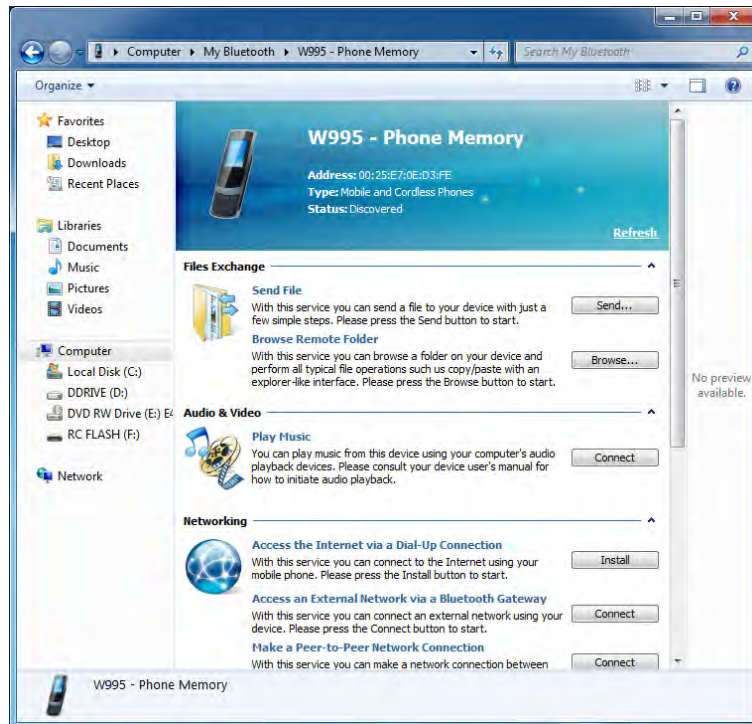 Computer ▸ My Bluetooth ▸ W995 - Phone Memory
Search My Bluetooth
Organize
Favorites
Desktop
Downloads
Recent Places
Libraries
Documents
Music
Pictures
Videos
Computer
Local Disk (C:)
DDRIVE (D:)
DVD RW Drive (E:) E4
RC FLASH (F:)
Network
W995 - Phone Memory
Address: 00:25:E7:0E:D3:FE
Type: Mobile and Cordless Phones
Status: Discovered
Refresh
Files Exchange
Send File
With this service you can send a file to your device with just a
few simple steps. Please press the Send button to start.
Send...
Browse Remote Folder
With this service you can browse a folder on your device and
perform all typical file operations such us copy/paste with an
explorer-like interface. Please press the Browse button to start.
Browse...
Audio & Video
Play Music
You can play music from this device using your computer's audio
playback devices. Please consult your device user's manual for
how to initiate audio playback.
Connect
Networking
Access the Internet via a Dial-Up Connection
With this service you can connect to the Internet using your
mobile phone. Please press the Install button to start.
Install
Access an External Network via a Bluetooth Gateway
With this service you can connect an external network using your
device. Please press the Connect button to start.
Connect
Make a Peer-to-Peer Network Connection
With this service you can make a network connection between
Connect
No preview
available.
W995 - Phone Memory